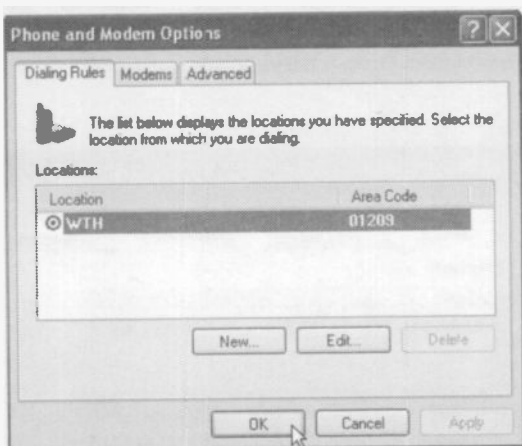 Phone and Modem Options
Dialing Rules Modems Advanced
The list below displays the locations you have specified. Select the
location from which you are dialing.
Locations:
Location Area Code
WTH 01209
New... Edit... Delete
OK Cancel Apply